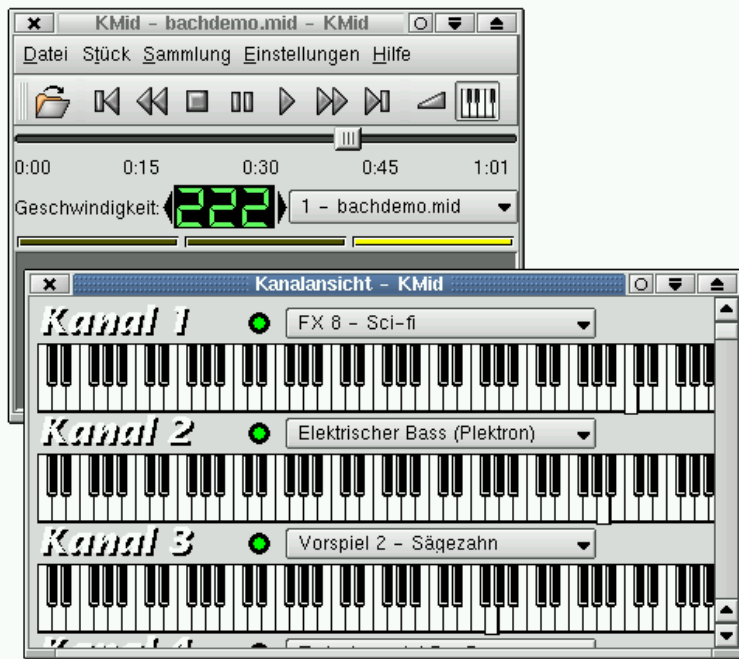 KMid - bachdemo.mid - KMid
Datei Stück Sammlung Einstellungen Hilfe
0:00 0:15 0:30 0:45 1:01
Geschwindigkeit: 222 1 - bachdemo.mid
Kanalansicht - KMid
Kanal 1 FX 8 - Sci-fi
Kanal 2 Elektrischer Bass (Plektron)
Kanal 3 Vorspiel 2 - Sägezahn
Kanal 4